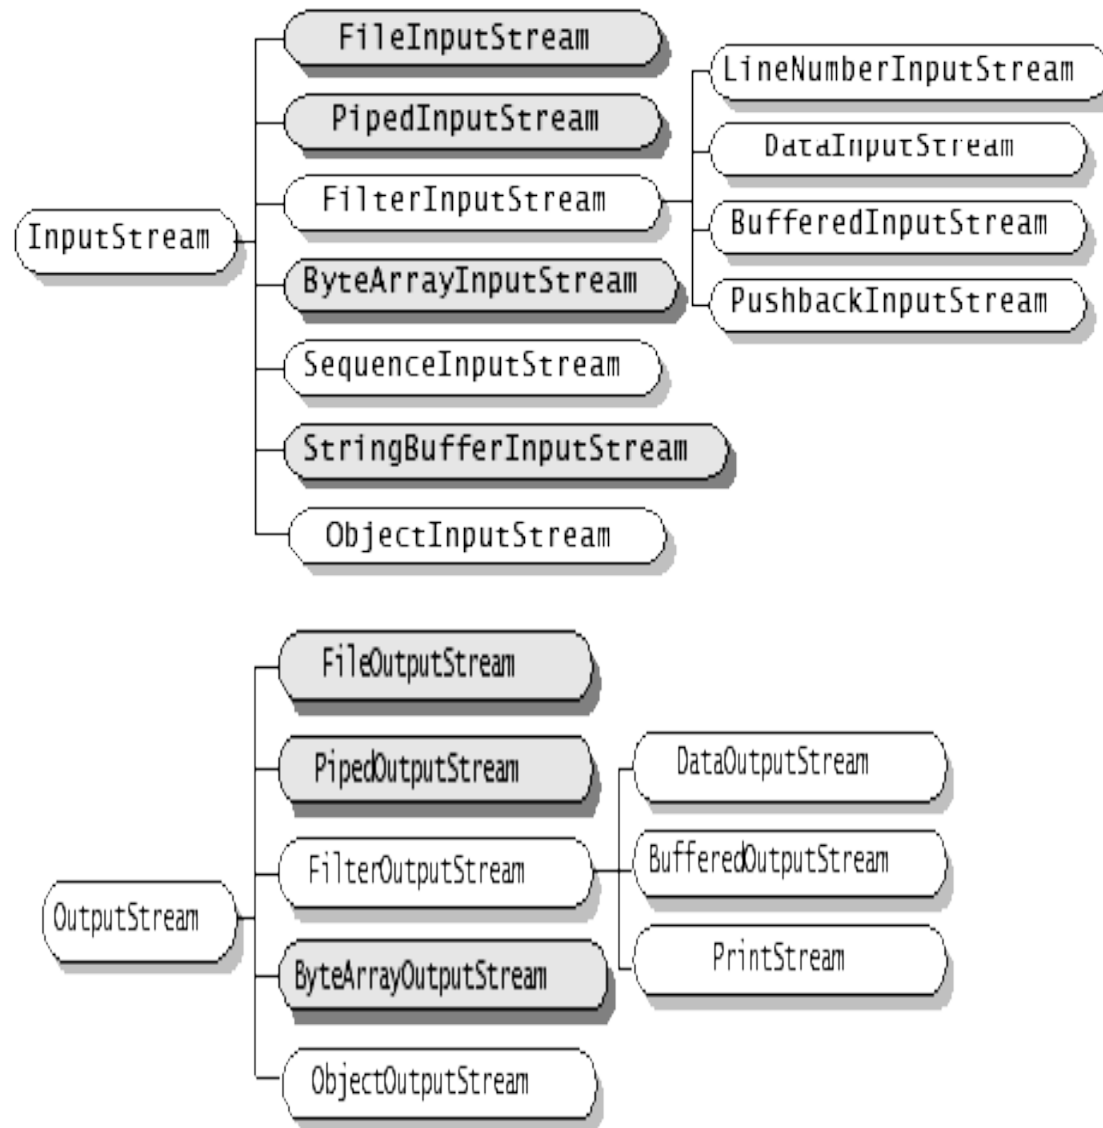 FileInputStream
LineNumberInputStream
PipedInputStream
DataInputStream
FilterInputStream
BufferedInputStream
InputStream
ByteArrayInputStream
PushbackInputStream
SequenceInputStream
StringBufferInputStream
ObjectInputStream
FileOutputStream
PipedOutputStream
DataOutputStream
FilterOutputStream
BufferedOutputStream
OutputStream
ByteArrayOutputStream
PrintStream
ObjectOutputStream